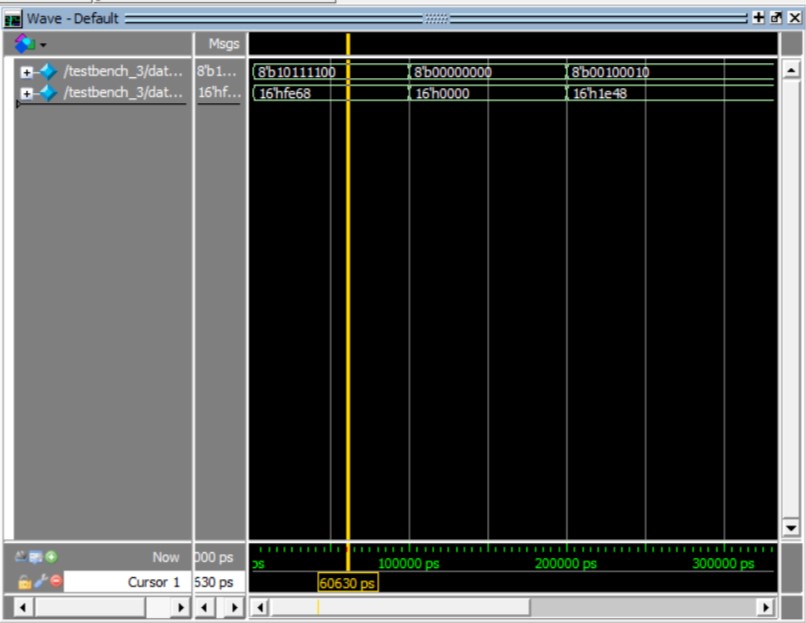 Wave - Default
Msgs
/testbench_3/dat... 8'b1... 8'b10111100 8'b00000000 8'b00100010
/testbench_3/dat... 16'hf... 16'hfe68 16'h0000 16'h1e48
Now 000 ps ps 100000 ps 200000 ps 300000 ps
Cursor 1 530 ps 60630 ps